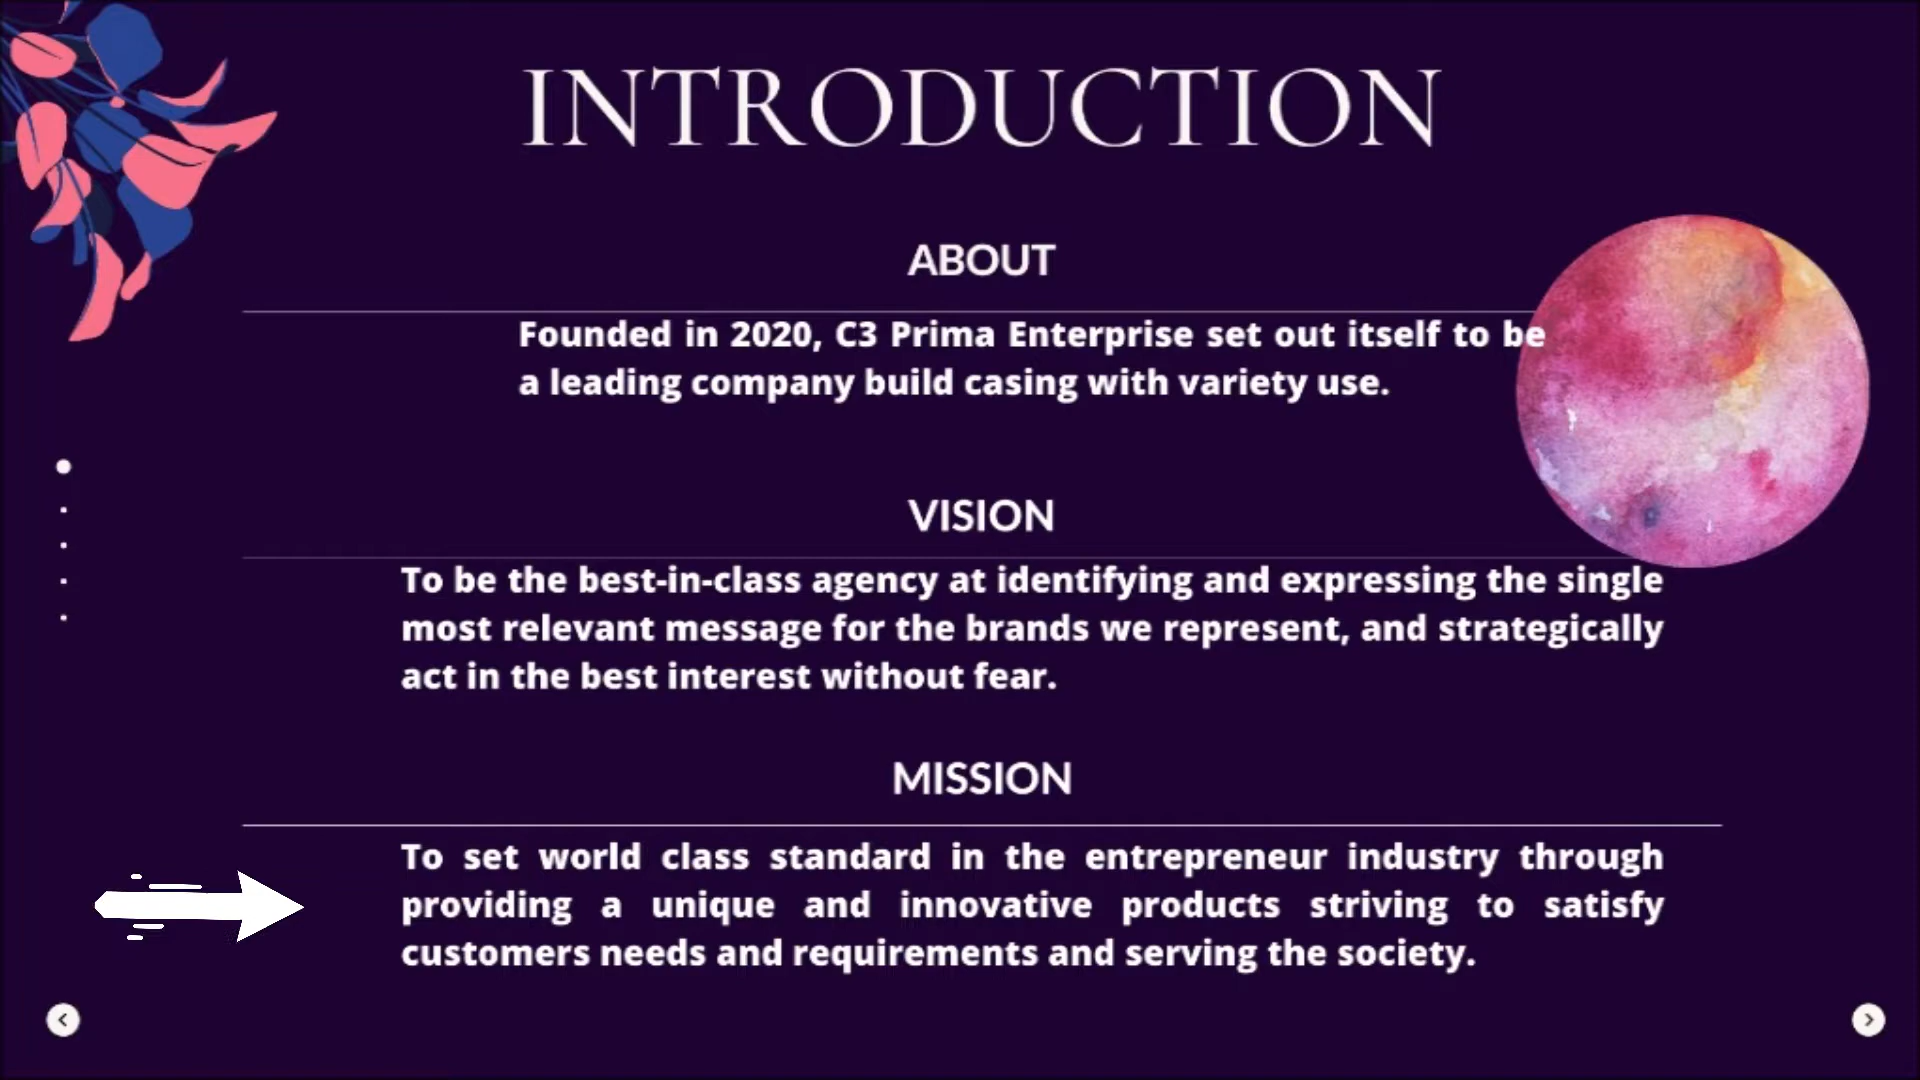 INTRODUCTION
ABOUT
Founded in 2020, C3 Prima Enterprise set out itself to be
a leading company build casing with variety use.
VISION
To be the best-in-class agency at identifying and expressing the single
most relevant message for the brands we represent, and strategically
act in the best interest without fear.
MISSION
To set world class standard in the entrepreneur industry through
providing a unique and innovative products striving to satisfy
customers needs and requirements and serving the society.